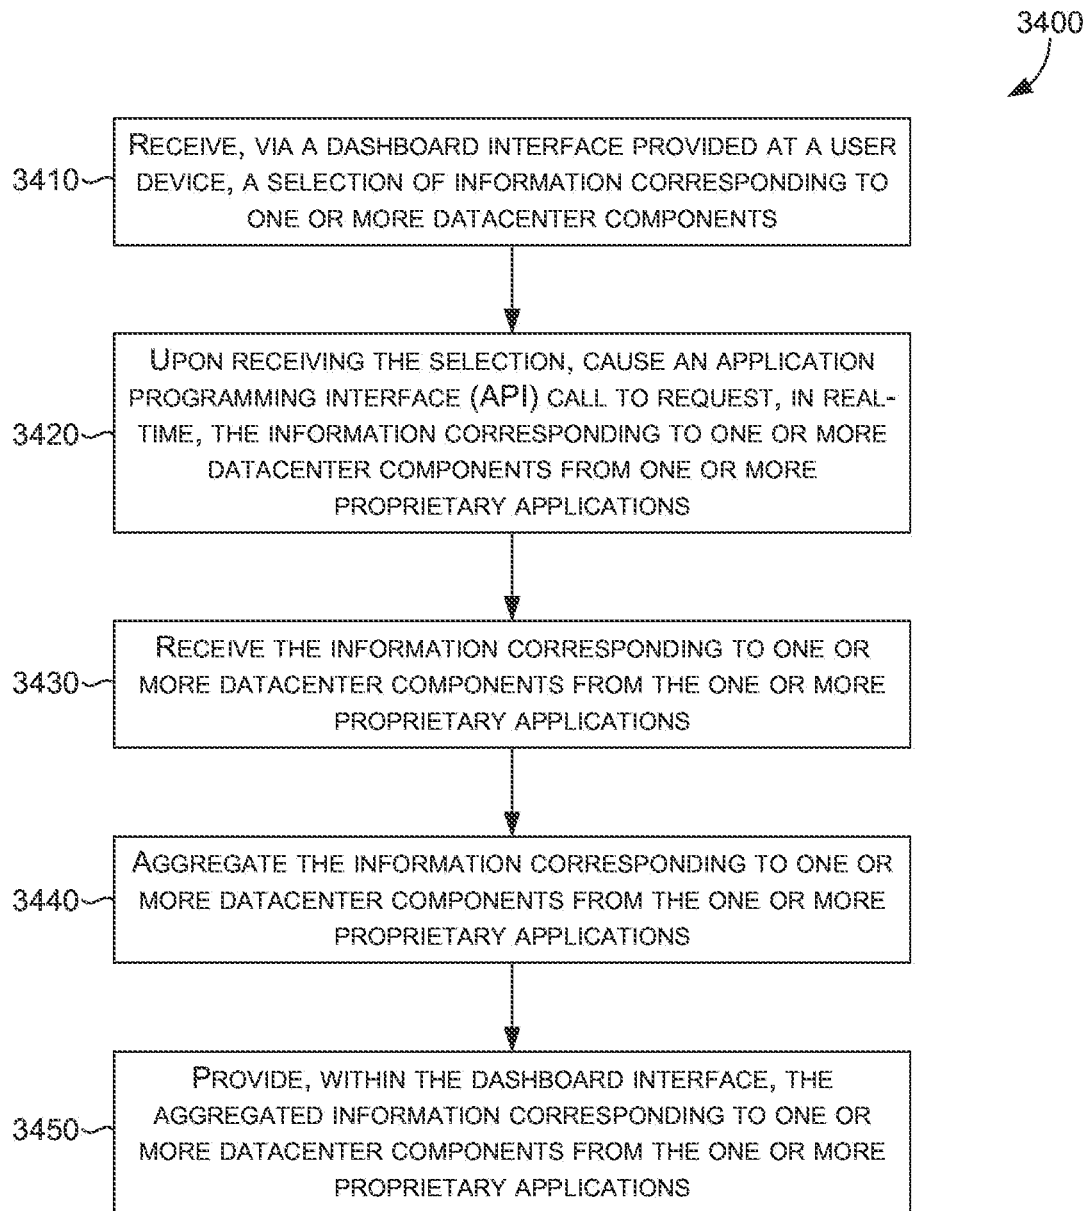 3400
3410
RECEIVE, VIA A DASHBOARD INTERFACE PROVIDED AT A USER
DEVICE, A SELECTION OF INFORMATION CORRESPONDING TO
ONE OR MORE DATACENTER COMPONENTS
3420
UPON RECEIVING THE SELECTION, CAUSE AN APPLICATION
PROGRAMMING INTERFACE (API) CALL TO REQUEST, IN REAL-
TIME, THE INFORMATION CORRESPONDING TO ONE OR MORE
DATACENTER COMPONENTS FROM ONE OR MORE
PROPRIETARY APPLICATIONS
3430
RECEIVE THE INFORMATION CORRESPONDING TO ONE OR
MORE DATACENTER COMPONENTS FROM THE ONE OR MORE
PROPRIETARY APPLICATIONS
3440
AGGREGATE THE INFORMATION CORRESPONDING TO ONE OR
MORE DATACENTER COMPONENTS FROM THE ONE OR MORE
PROPRIETARY APPLICATIONS
3450
PROVIDE, WITHIN THE DASHBOARD INTERFACE, THE
AGGREGATED INFORMATION CORRESPONDING TO ONE OR
MORE DATACENTER COMPONENTS FROM THE ONE OR MORE
PROPRIETARY APPLICATIONS